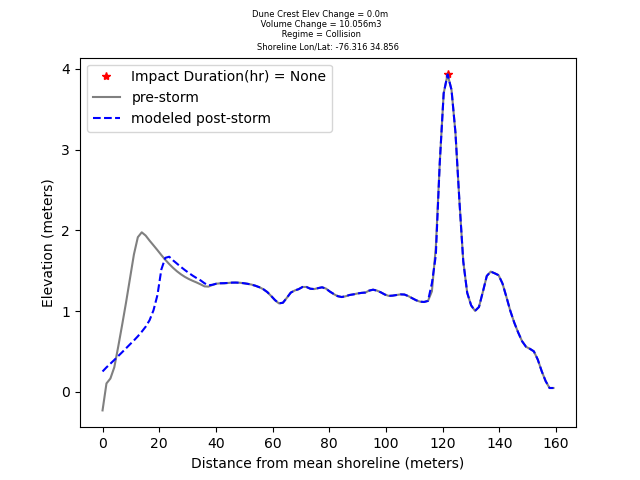 Dune Crest Elev Change = 0.0m
Volume Change = 10.056m3
Regime = Collision
Shoreline Lon/Lat: -76.316 34.856
Impact Duration(hr) = None
pre-storm
modeled post-storm
Elevation (meters)
4
3
2
1
0
0 20 40 60 80 100 120 140 160
Distance from mean shoreline (meters)